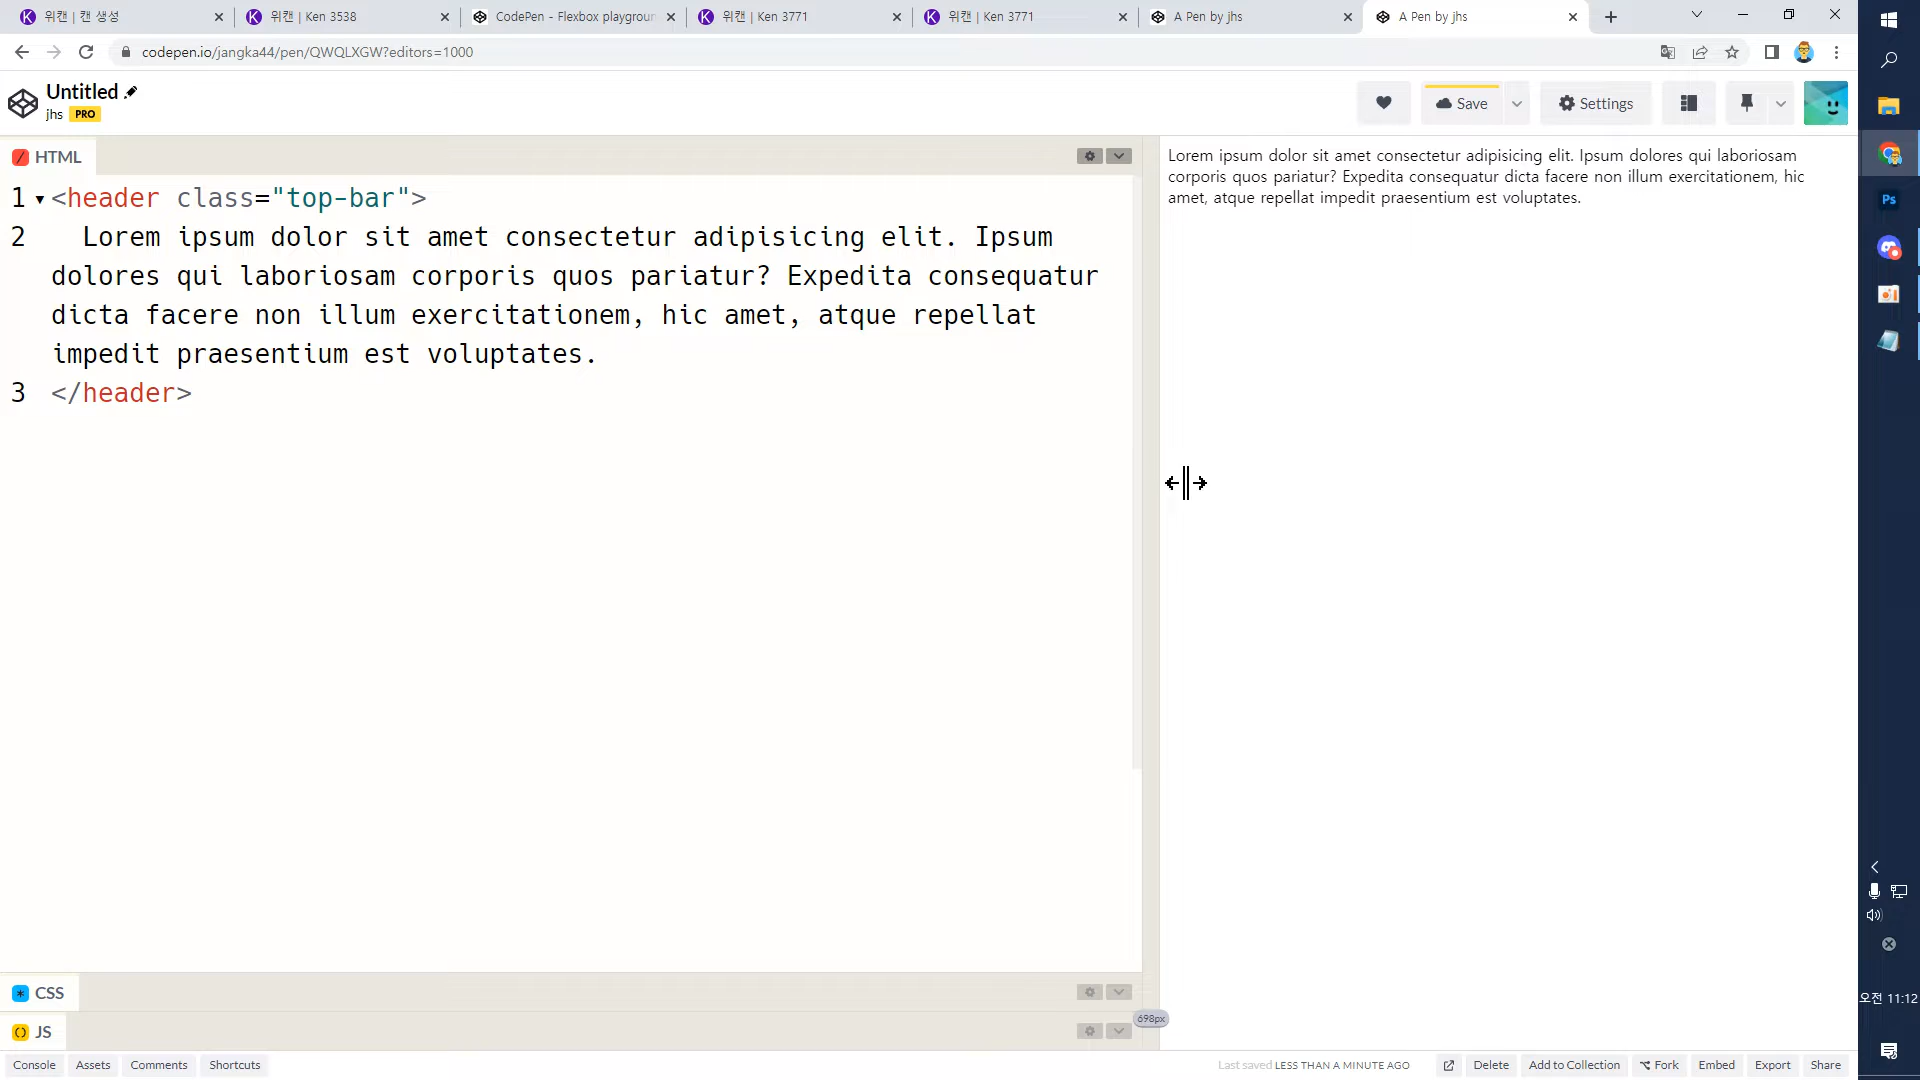 위캔 | 캔 생성
위캔 | Ken 3538
CodePen - Flexbox playgroun
위캔 | Ken 3771
위캔 | Ken 3771
A Pen by jhs
A Pen by jhs
codepen.io/jangka44/pen/QWQLXGW?editors=1000
Untitled
jhs PRO
Save
Settings
HTML
1 <header class="top-bar">
2 Lorem ipsum dolor sit amet consectetur adipisicing elit. Ipsum
dolores qui laboriosam corporis quos pariatur? Expedita consequatur
dicta facere non illum exercitationem, hic amet, atque repellat
impedit praesentium est voluptates.
3 </header>
Lorem ipsum dolor sit amet consectetur adipisicing elit. Ipsum dolores qui laboriosam
corporis quos pariatur? Expedita consequatur dicta facere non illum exercitationem, hic
amet, atque repellat impedit praesentium est voluptates.
CSS
JS
698px
Console
Assets
Comments
Shortcuts
Last saved LESS THAN A MINUTE AGO
Delete
Add to Collection
Fork
Embed
Export
Share
Ps
오전 11:12